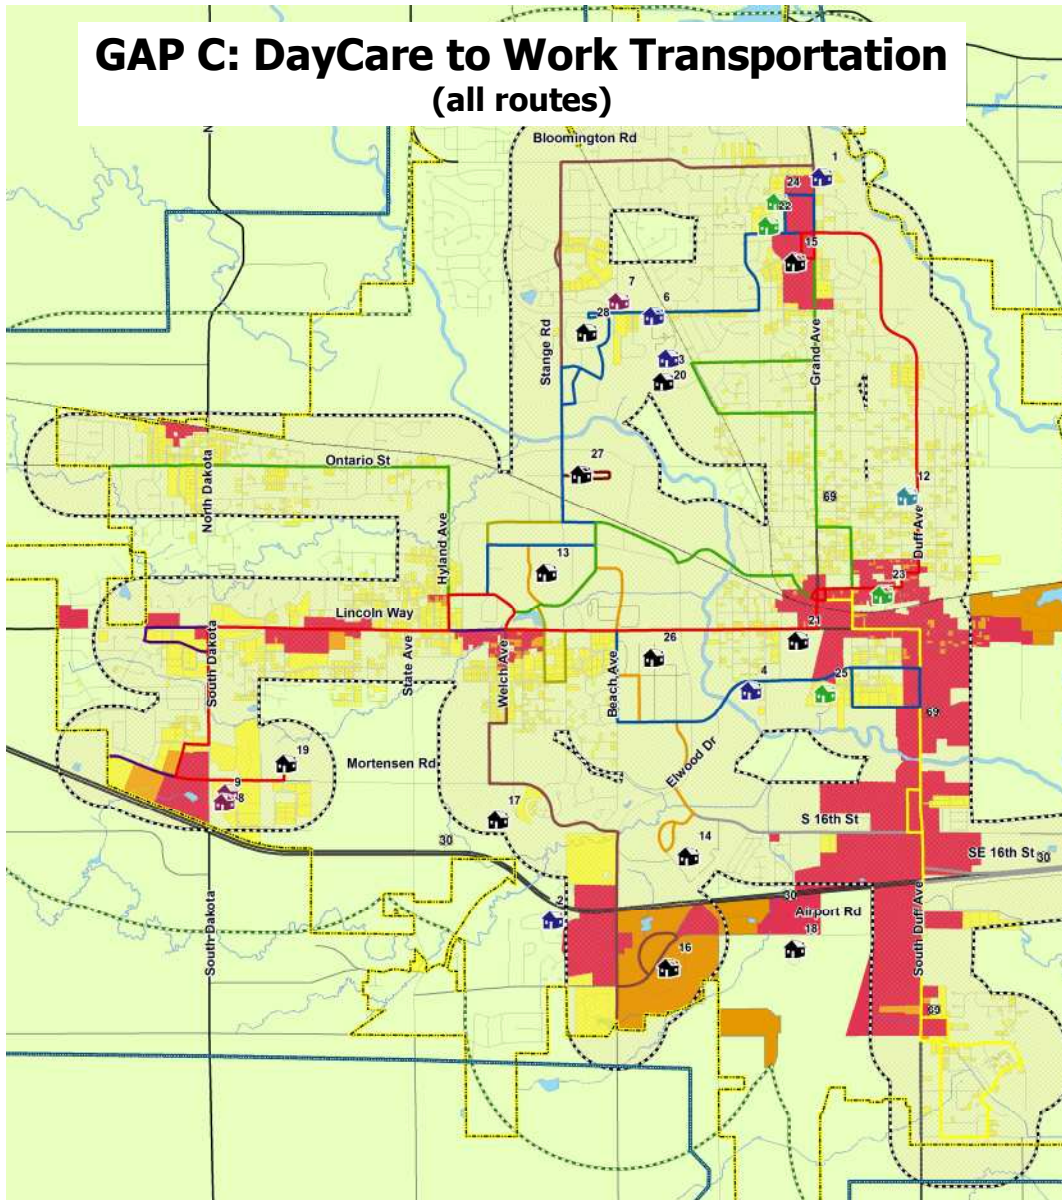 GAP C: DayCare to Work Transportation
(all routes)
N
Bloomington Rd
1
24
22
15
7
6
28
3
20
Stange Rd
Grand Ave
Ontario St
27
North Dakota
12
69
Hyland Ave
Duff Ave
13
23
Lincoln Way
21
26
South Dakota
State Ave
Welch Ave
Beach Ave
4
25
69
19
Mortensen Rd
Elwood Dr
9
8
17
S 16th St
30
14
SE 16th St
30
30
2
Airport Rd
18
South Dakota
16
South Duff Ave
69